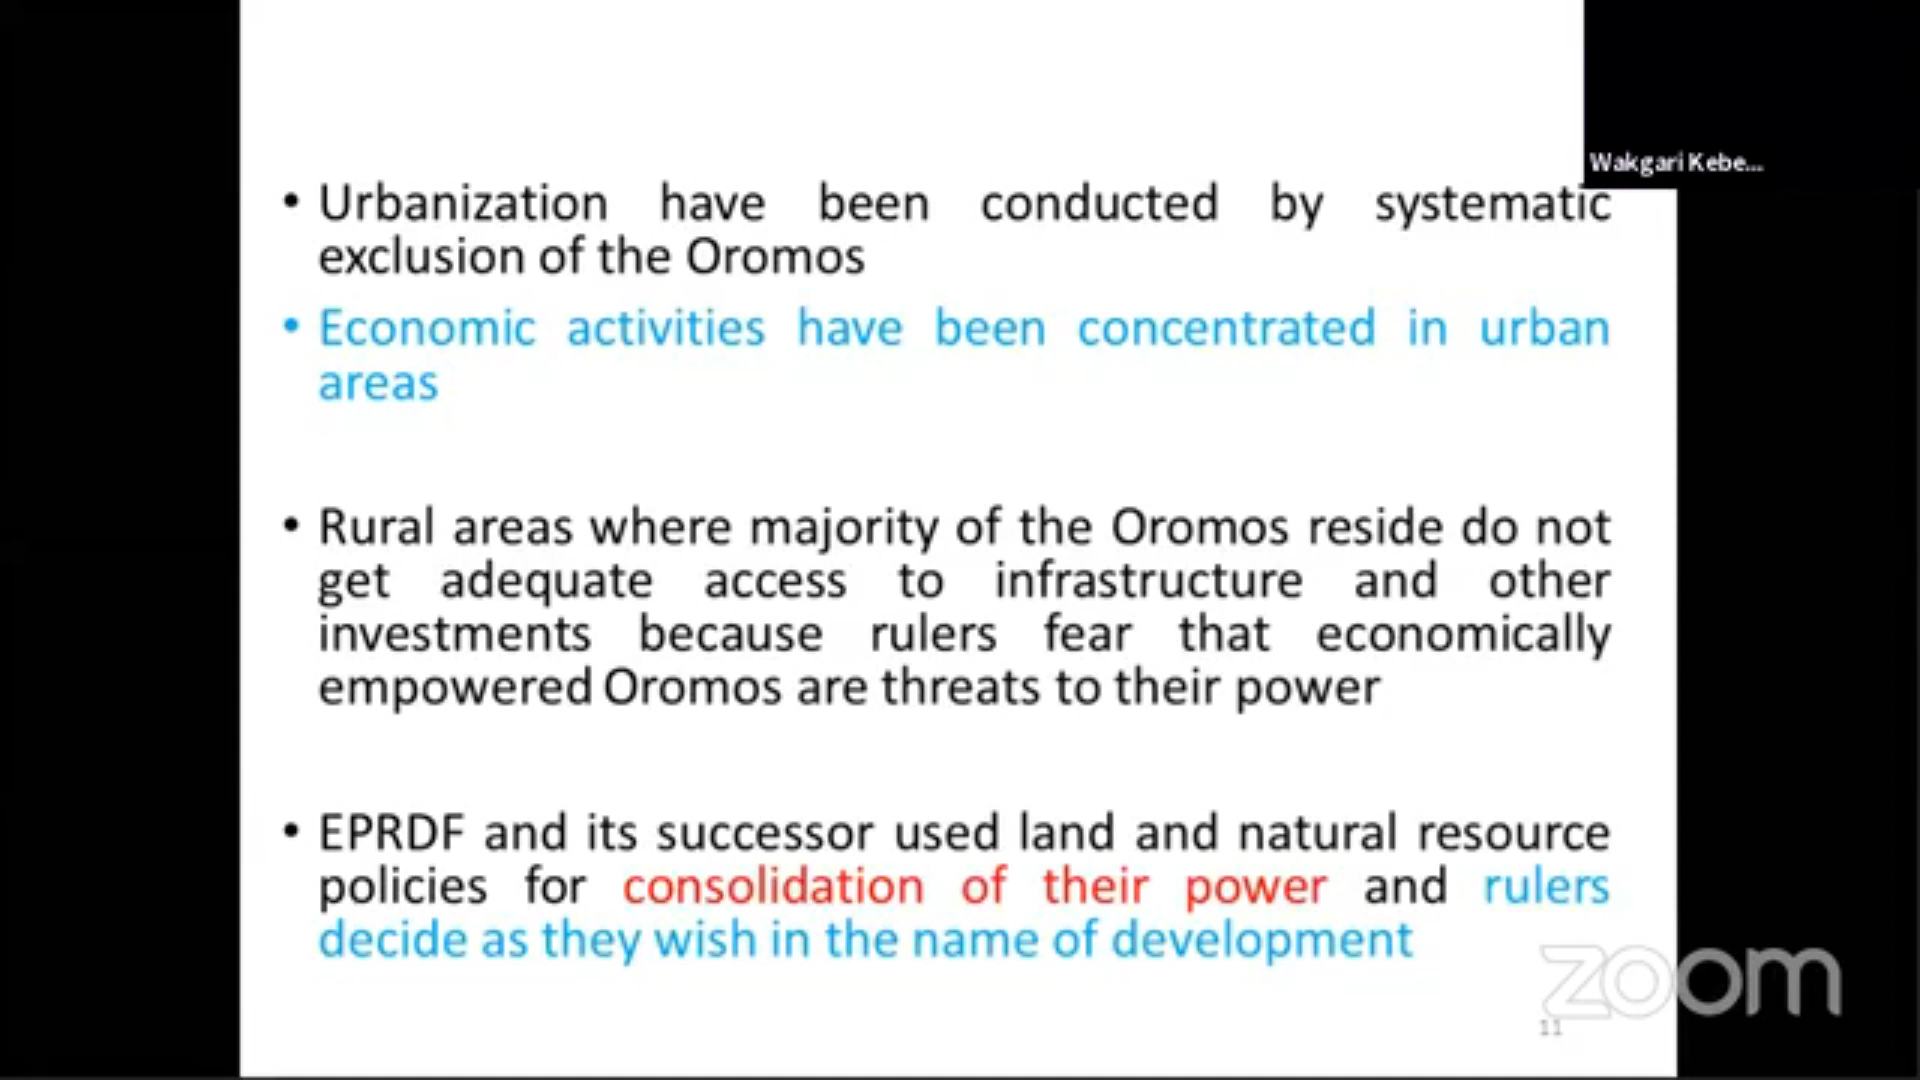 Wakgari Kebe...
• Urbanization have been conducted by systematic
exclusion of the Oromos
• Economic activities have been concentrated in urban
areas
• Rural areas where majority of the Oromos reside do not
get adequate access to infrastructure and other
investments because rulers fear that economically
empowered Oromos are threats to their power
• EPRDF and its successor used land and natural resource
policies for consolidation of their power and rulers
decide as they wish in the name of development
zoom
11